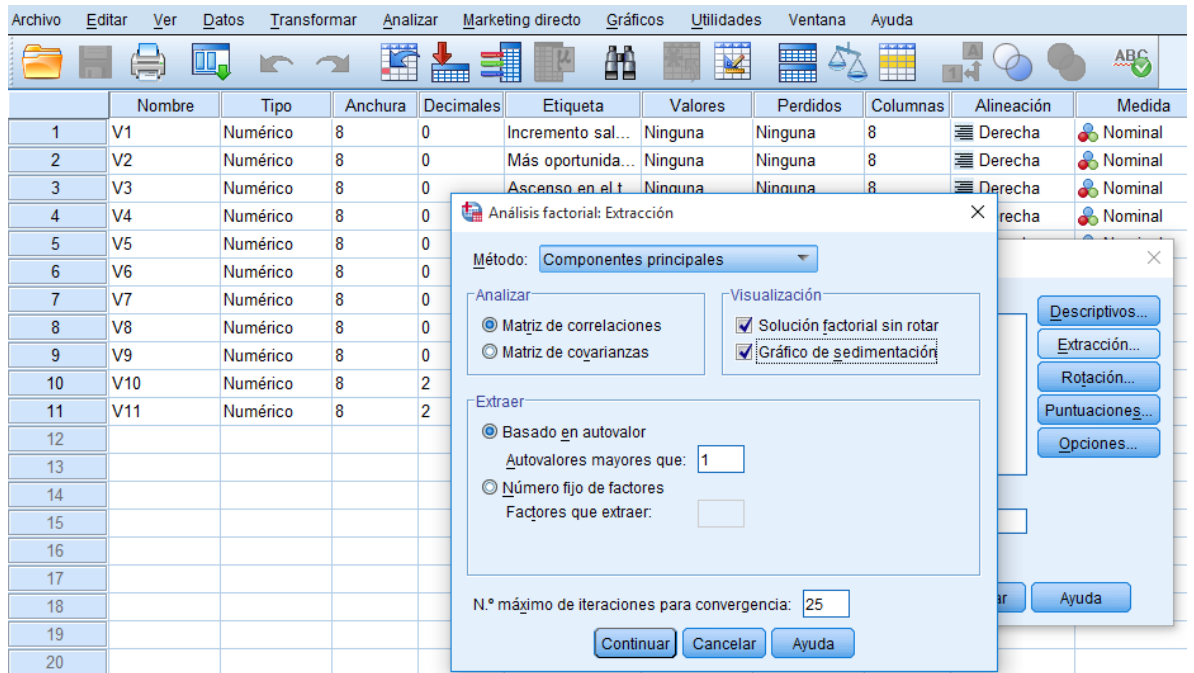 Archivo Editar Ver Datos Transformar Analizar Marketing directo Gráficos Utilidades Ventana Ayuda
A
1 ABC
Nombre Tipo Anchura Decimales Etiqueta Valores Perdidos Columnas Alineación Medida
1 V1 Numérico 8 0 Incremento sal... Ninguna Ninguna 8 Derecha Nominal
2 V2 Numérico 8 0 Más oportunida... Ninguna Ninguna 8 Derecha Nominal
3 V3 Numérico 8 0 Ascenso en el t... Ninguna Ninguna 8 Derecha Nominal
4 V4 Numérico 8 0 recha Nominal
5 V5 Numérico 8 0
6 V6 Numérico 8 0
7 V7 Numérico 8 0
8 V8 Numérico 8 0
9 V9 Numérico 8 0
10 V10 Numérico 8 2
11 V11 Numérico 8 2
12
13
14
15
16
17
18
19
20
Análisis factorial: Extracción
Método: Componentes principales
Analizar
Matriz de correlaciones
Matriz de covarianzas
Visualización
Solución factorial sin rotar
Gráfico de sedimentación
Extraer
Basado en autovalor
Autovalores mayores que: 1
Número fijo de factores
Factores que extraer:
N.º máximo de iteraciones para convergencia: 25
Continuar Cancelar Ayuda
Descriptivos...
Extracción...
Rotación...
Puntuaciones...
Opciones...
ar Ayuda